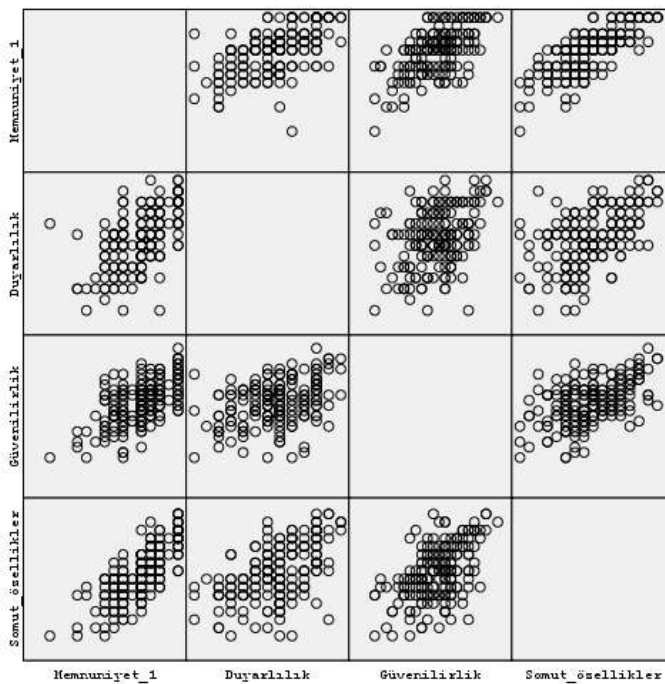 Memnuniyet_1
Duyarlılık
Güvenilirlik
Somut_özellikler
Memnuniyet_1
Duyarlılık
Güvenilirlik
Somut_özellikler